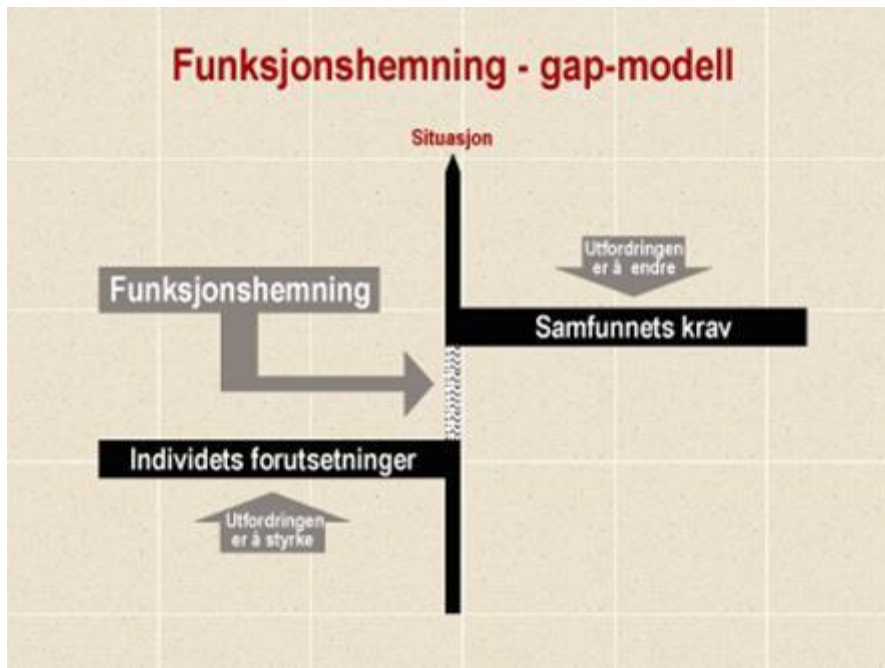 Funksjonshemning - gap-modell
Situasjon
Utfordringen
er å endre
Funksjonshemning
Samfunnets krav
Individets forutsetninger
Utfordringen
er å styrke